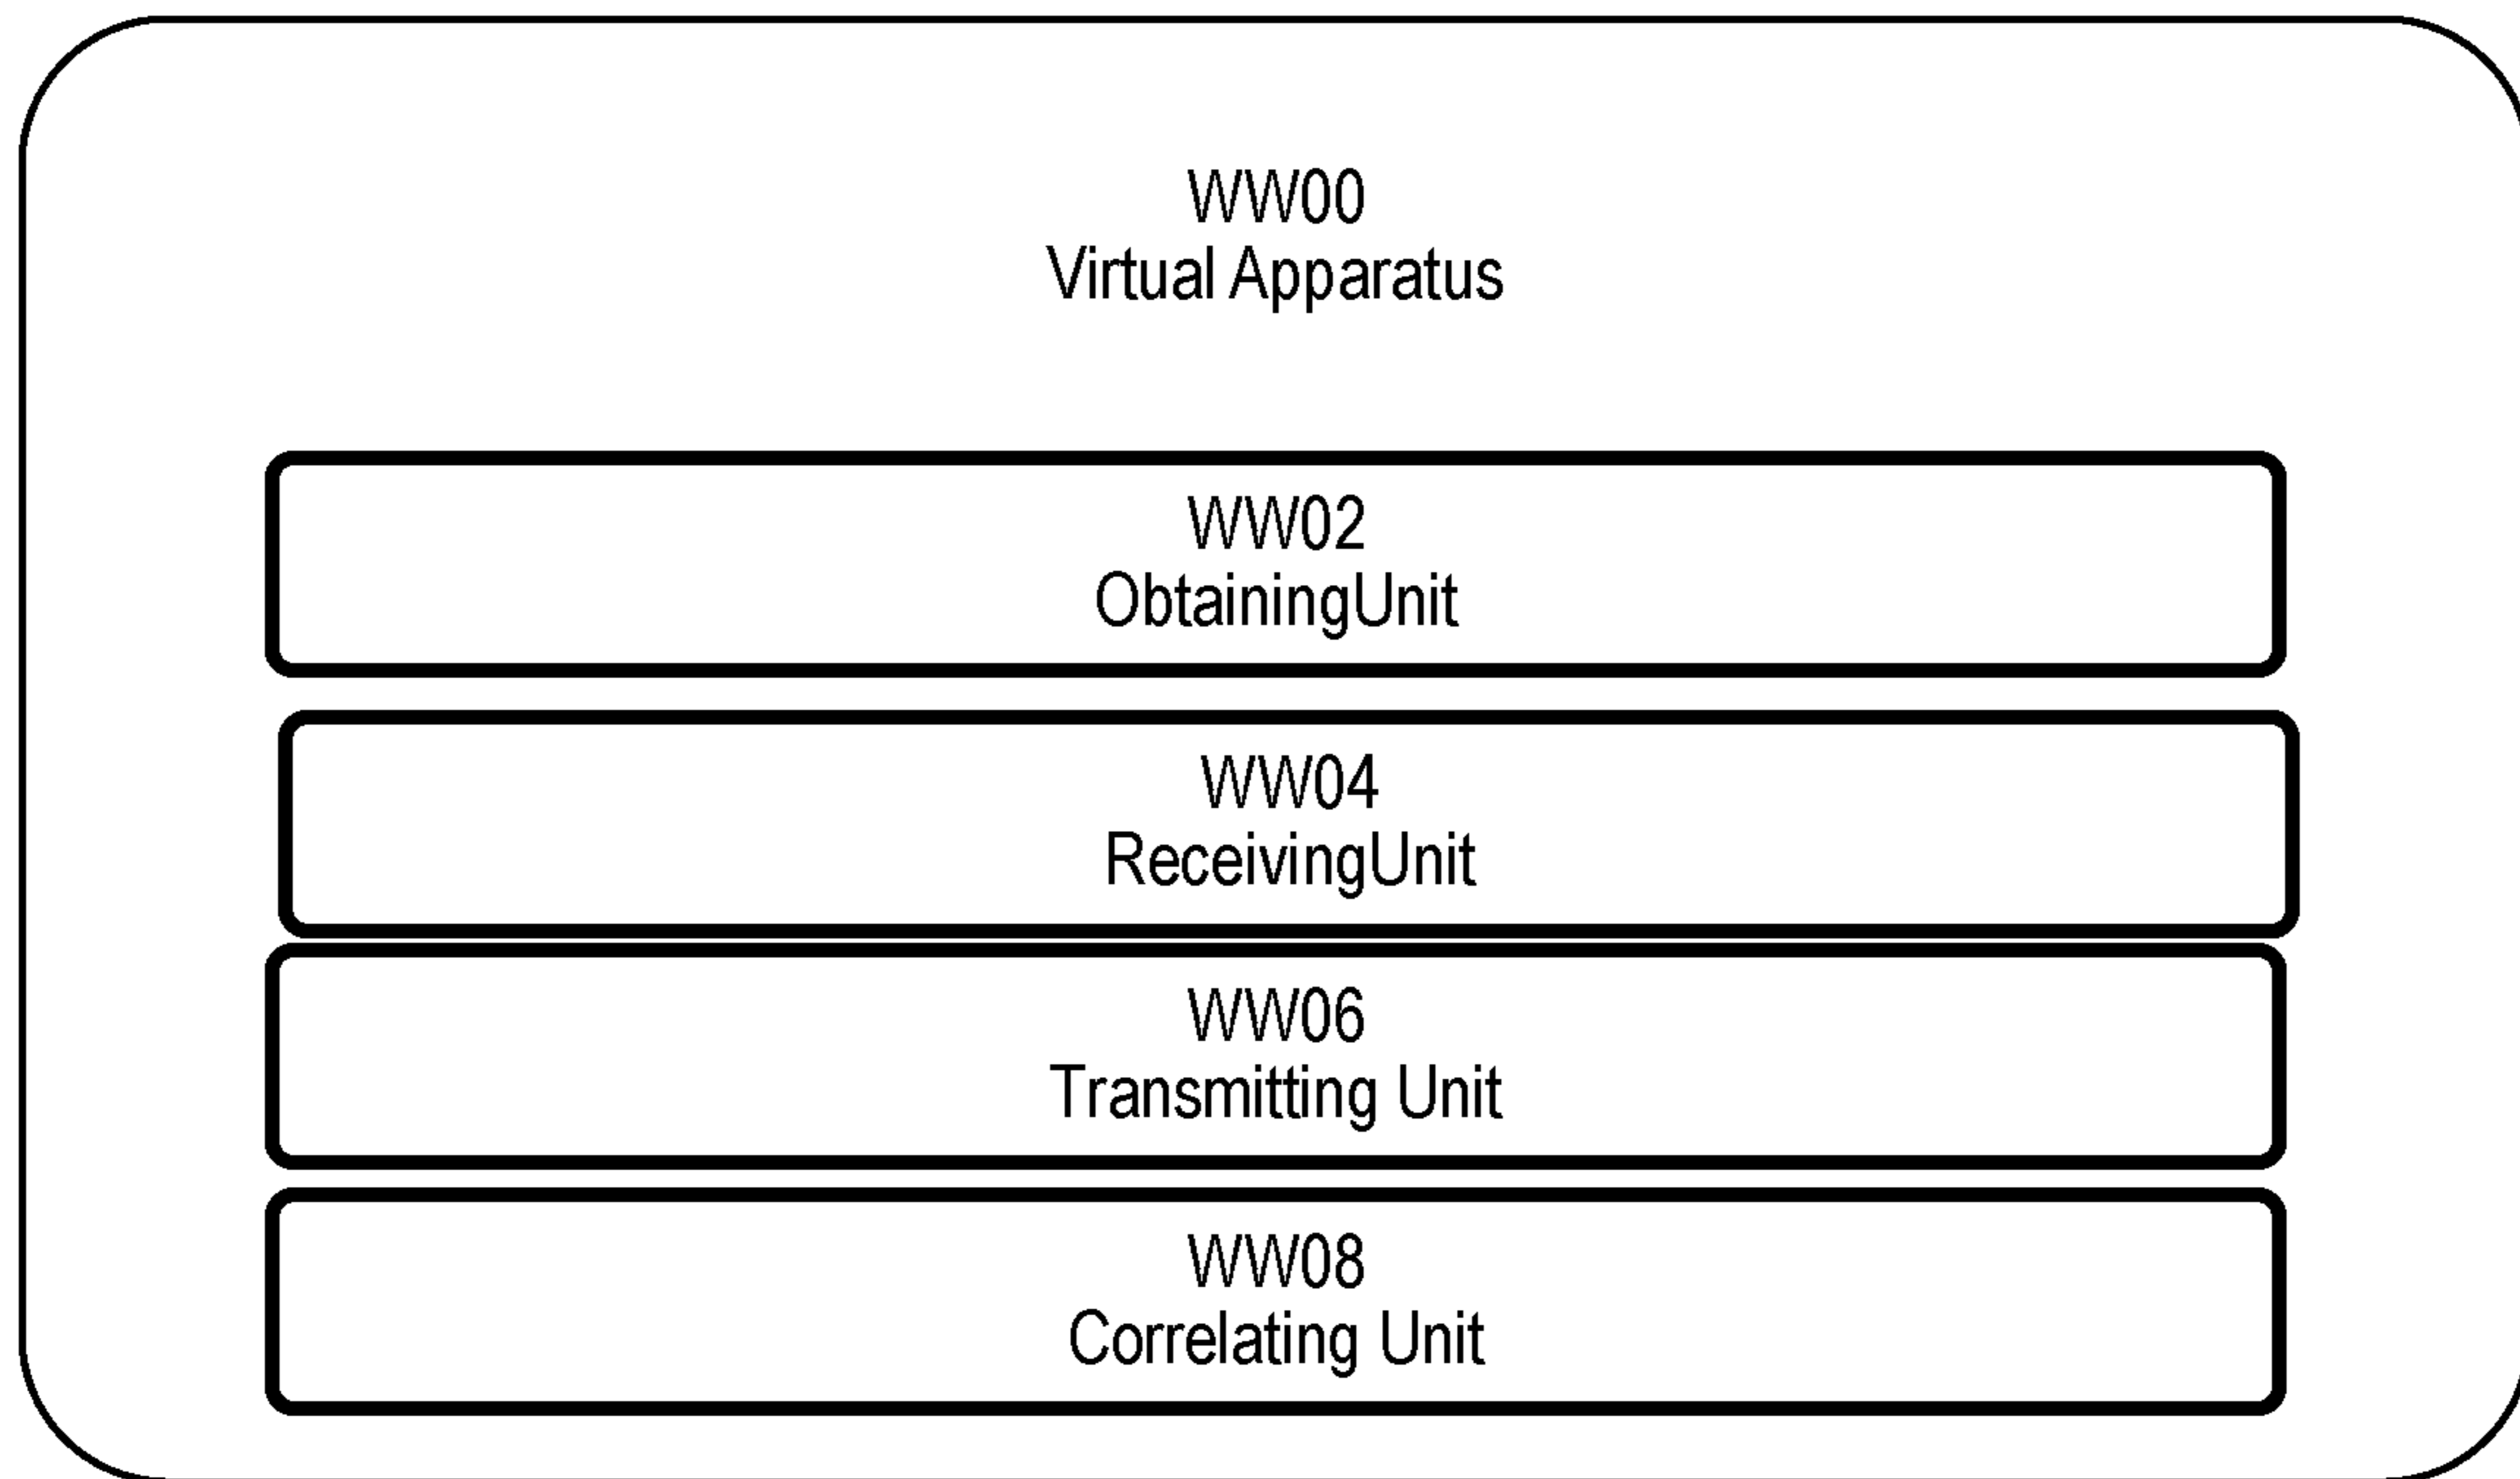 WW00
Virtual Apparatus
WW02
ObtainingUnit
WW04
ReceivingUnit
WW06
Transmitting Unit
WW08
Correlating Unit